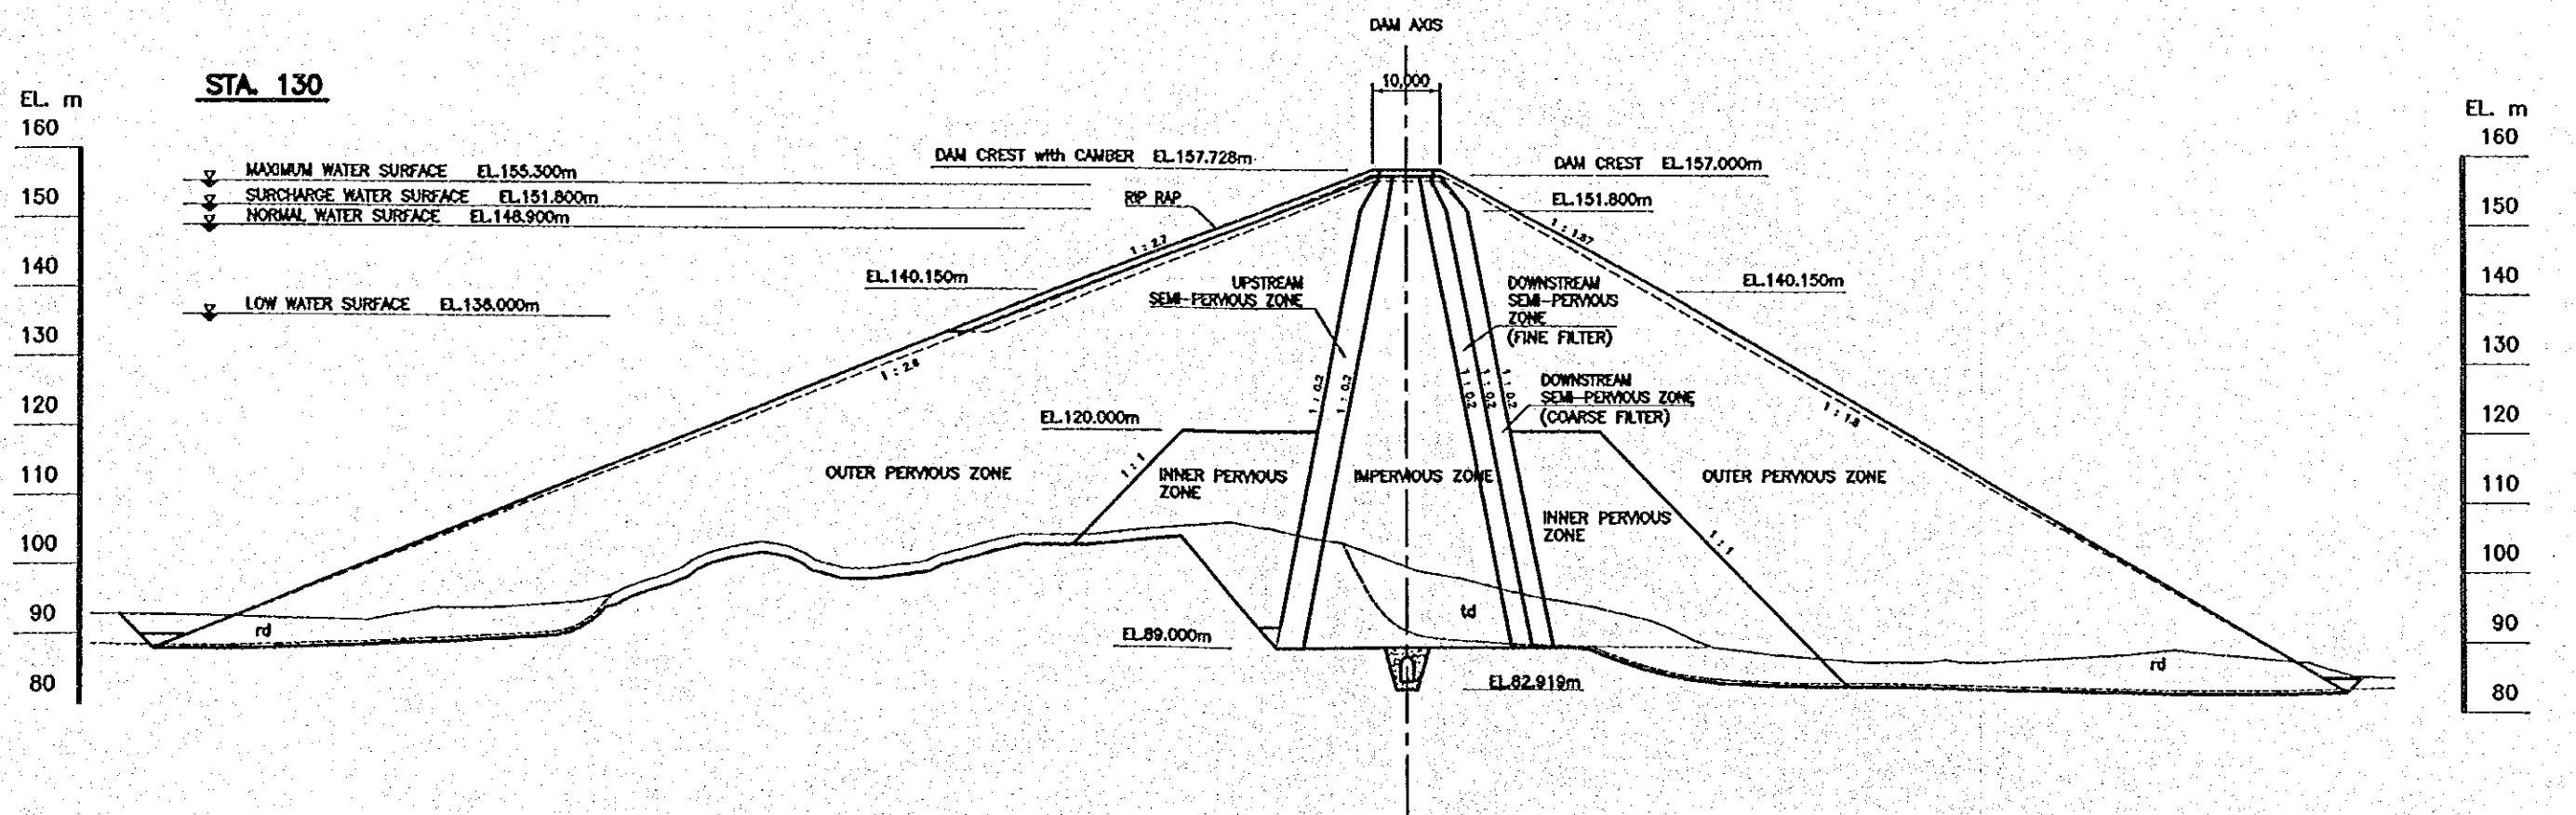 DAM AXIS
STA. 130
10,000
EL. m
160
150
140
130
120
110
100
90
80
MAXIMUM WATER SURFACE EL.155.300m
SURCHARGE WATER SURFACE EL.151.800m
NORMAL WATER SURFACE EL.148.900m
LOW WATER SURFACE EL.138.000m
DAM CREST with CAMBER EL.157.728m
DAM CREST EL.157.000m
RIP RAP
EL.151.800m
1 : 2.7
1 : 1.87
EL.140.150m
EL.140.150m
UPSTREAM
SEMI-PERVIOUS ZONE
DOWNSTREAM
SEMI-PERVIOUS
ZONE
(FINE FILTER)
1 : 2.6
1 : 0.2
1 : 0.2
1 : 0.2
1 : 0.2
1 : 0.2
DOWNSTREAM
SEMI-PERVIOUS ZONE
(COARSE FILTER)
1 : 1.8
EL.120.000m
1 : 1
OUTER PERVIOUS ZONE
INNER PERVIOUS
ZONE
IMPERVIOUS ZONE
OUTER PERVIOUS ZONE
INNER PERVIOUS
ZONE
1 : 1
rd
td
rd
EL.89.000m
EL.82.919m
EL. m
160
150
140
130
120
110
100
90
80